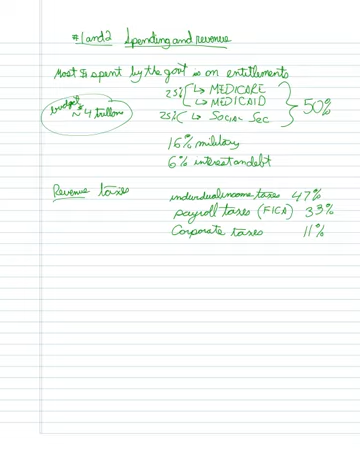 #1 and 2 Spending and revenue
Most $ spent by the gov't is on entitlements
budget ~ $4 trillion
25% ↳ MEDICARE
↳ MEDICAID
25% ↳ SOCIAL SEC
50%
16% military
6% interest on debt
Revenue taxes
individual income taxes 47%
payroll taxes (FICA) 33%
Corporate taxes 11%